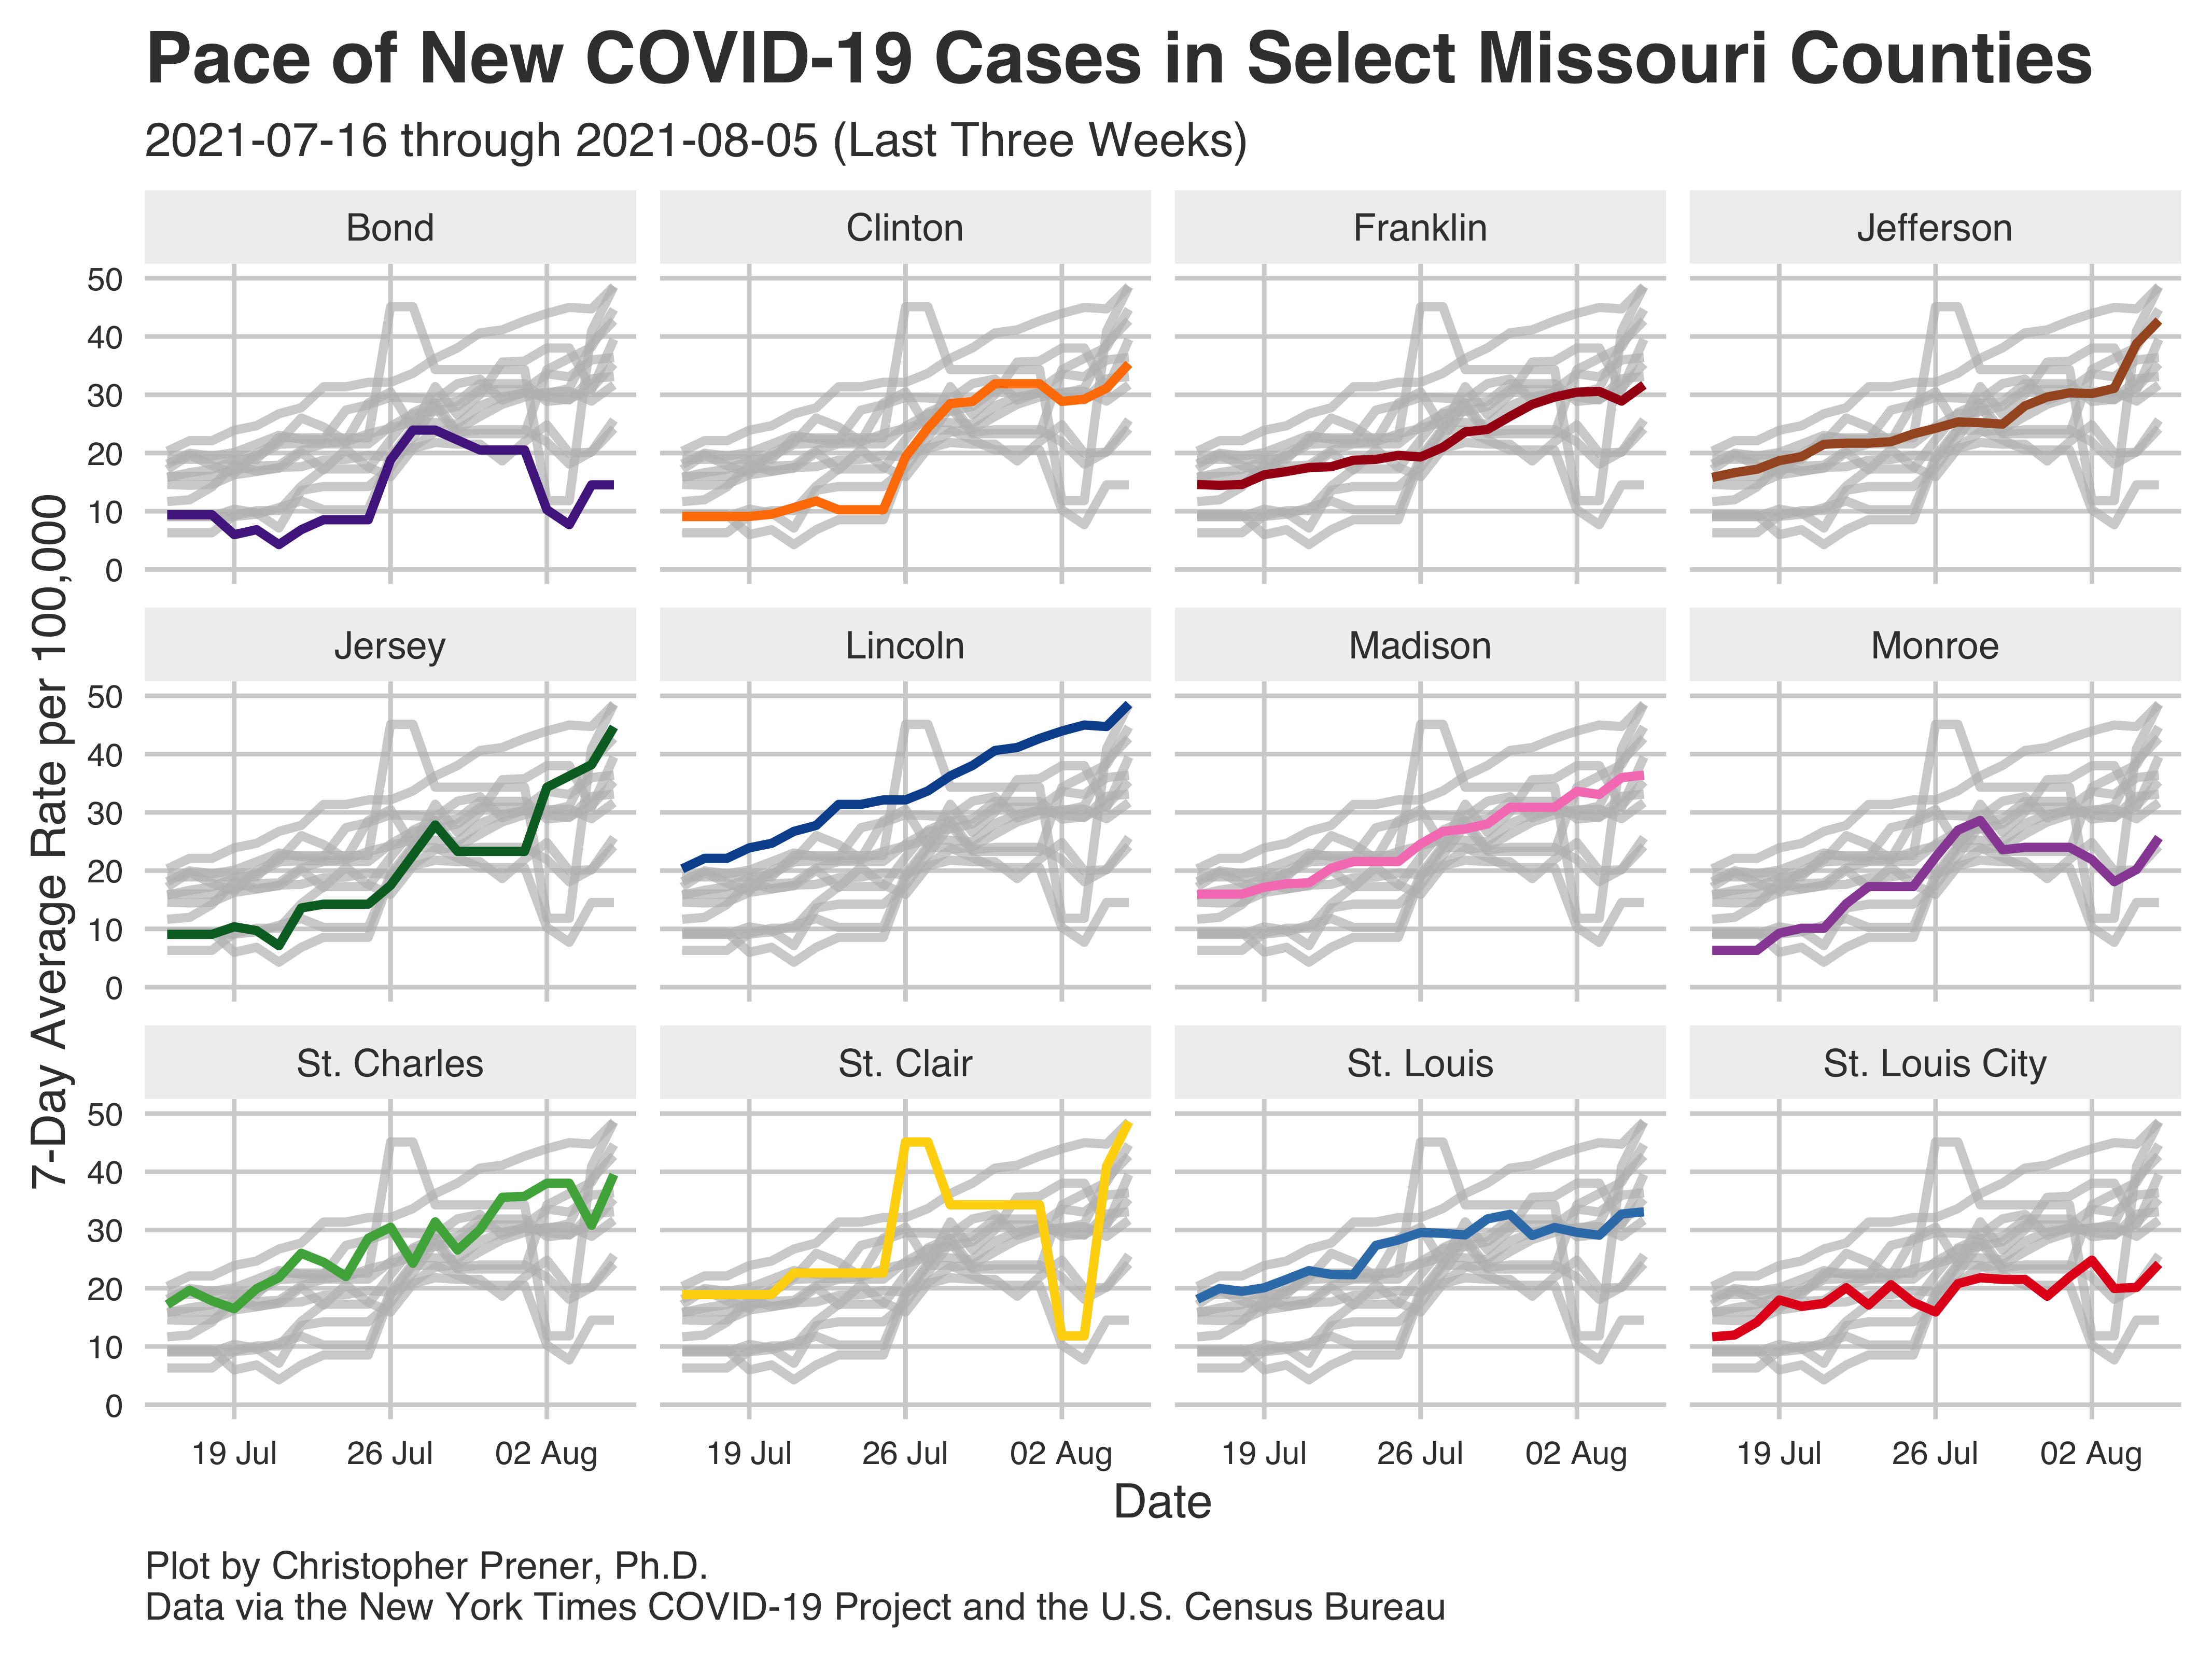 Pace of New COVID-19 Cases in Select Missouri Counties
2021-07-16 through 2021-08-05 (Last Three Weeks)
7-Day Average Rate per 100,000
Bond
Clinton
Franklin
Jefferson
50
40
30
20
10
0
Jersey
Lincoln
Madison
Monroe
50
40
30
20
10
0
St. Charles
St. Clair
St. Louis
St. Louis City
50
40
30
20
10
0
19 Jul
26 Jul
02 Aug
19 Jul
26 Jul
02 Aug
19 Jul
26 Jul
02 Aug
19 Jul
26 Jul
02 Aug
Date
Plot by Christopher Prener, Ph.D.
Data via the New York Times COVID-19 Project and the U.S. Census Bureau